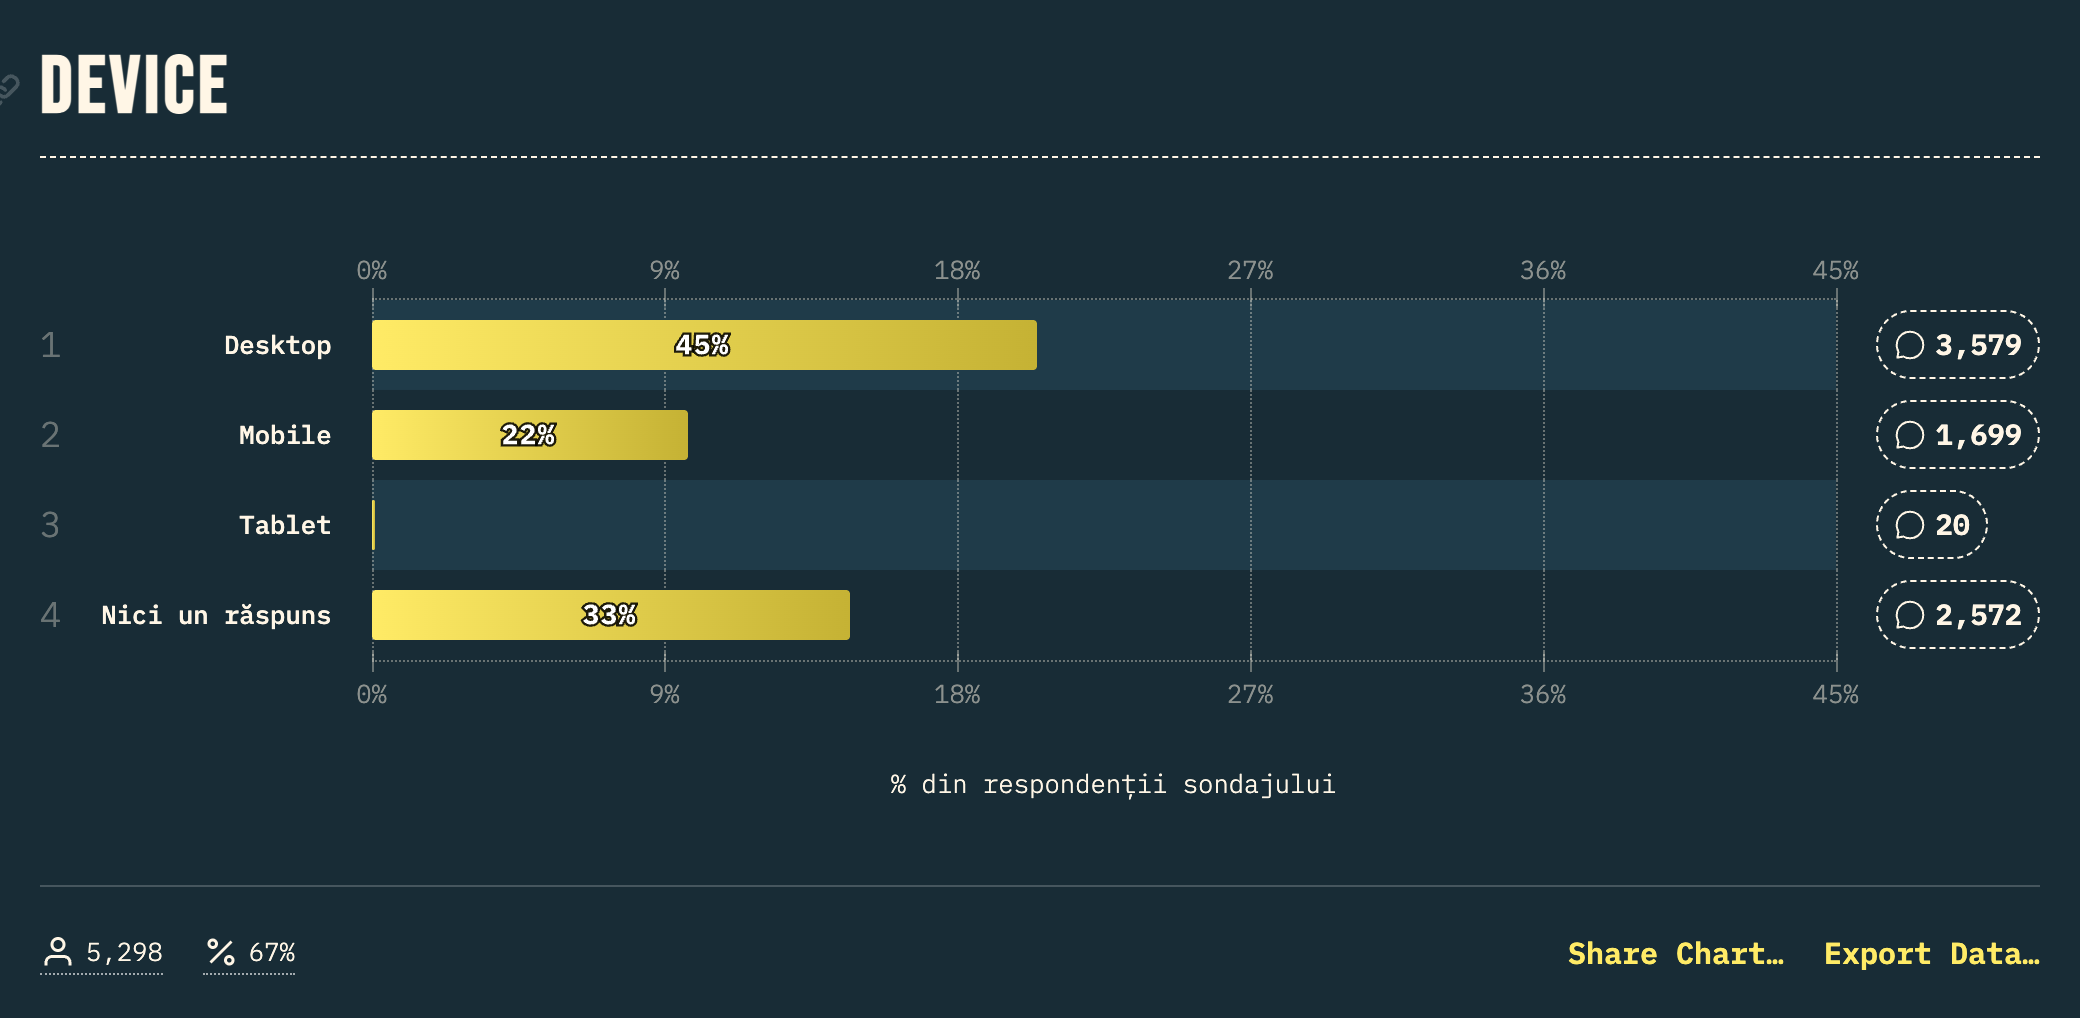 DEVICE
0% 9% 18% 27% 36% 45%
1 Desktop 45% 3,579
2 Mobile 22% 1,699
3 Tablet 20
4 Nici un răspuns 33% 2,572
0% 9% 18% 27% 36% 45%
% din respondenții sondajului
5,298 % 67% Share Chart… Export Data…